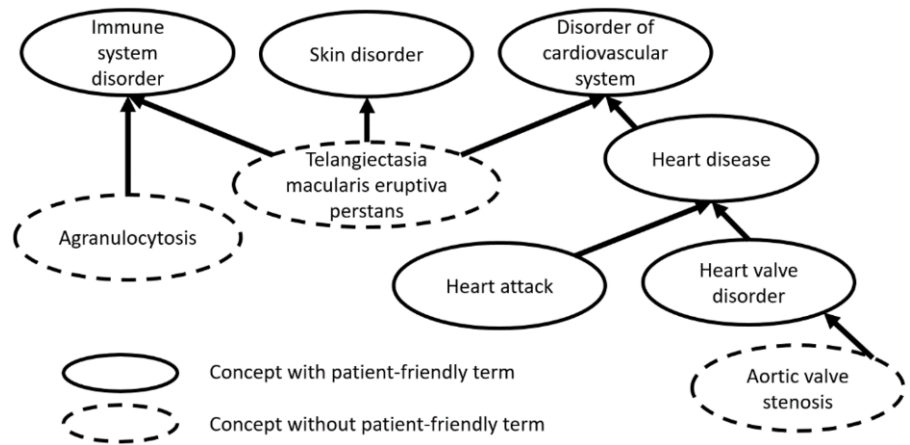 Immune
system
disorder
Skin disorder
Disorder of
cardiovascular
system
Telangiectasia
macularis eruptiva
perstans
Heart disease
Agranulocytosis
Heart attack
Heart valve
disorder
Aortic valve
stenosis
Concept with patient-friendly term
Concept without patient-friendly term